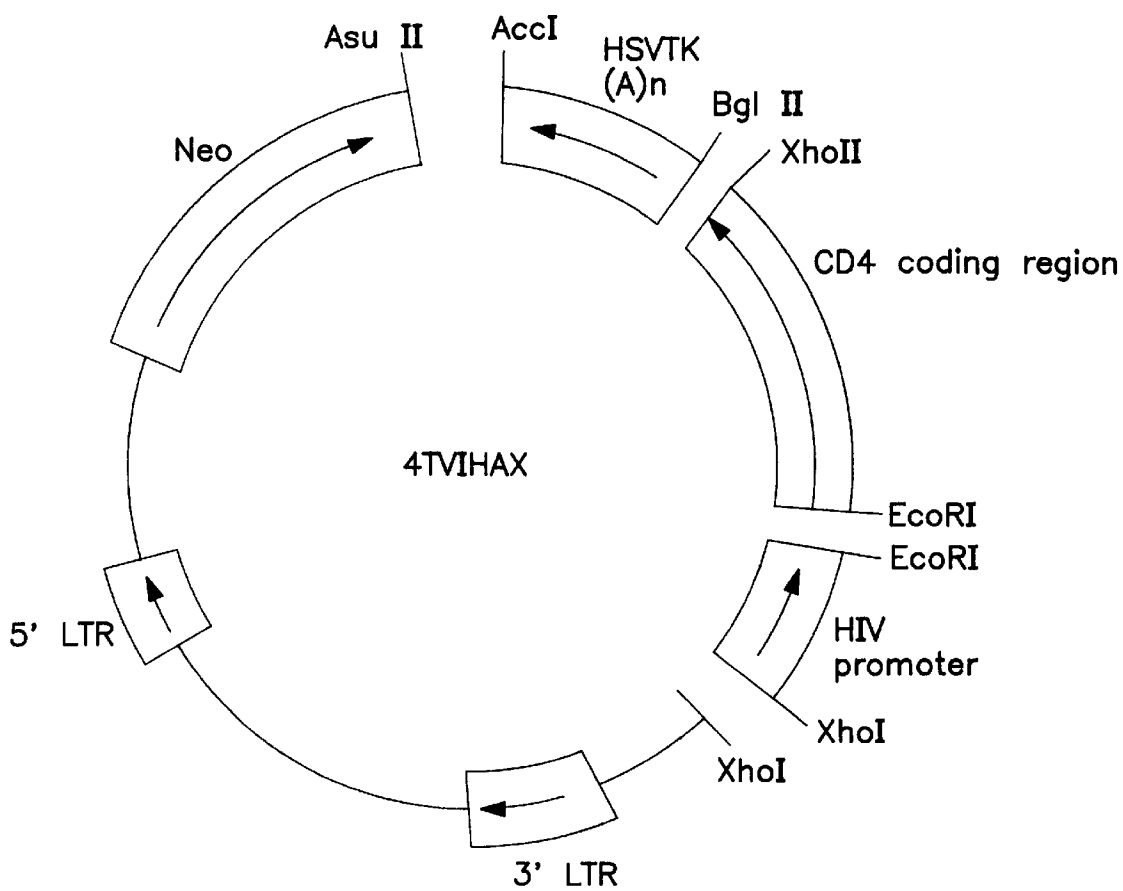 Asu II
AccI
HSVTK
(A)n
Bgl II
XhoII
Neo
CD4 coding region
4TVIHAX
EcoRI
EcoRI
5' LTR
HIV
promoter
XhoI
XhoI
3' LTR